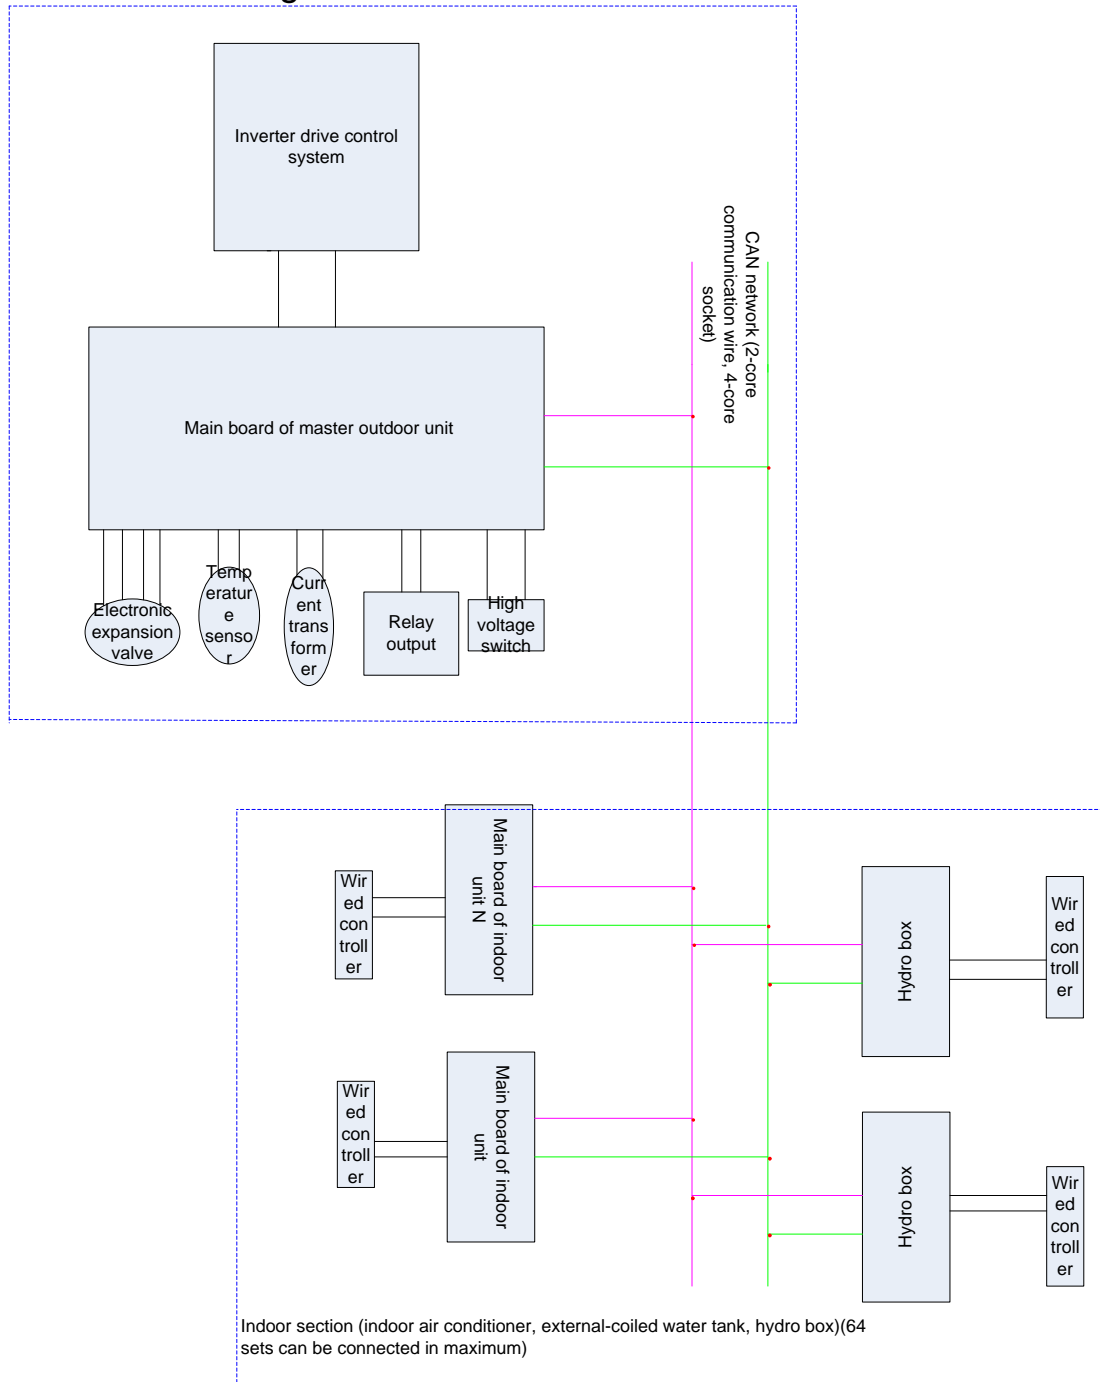 Inverter drive control
system
CAN network (2-core
communication wire, 4-core
socket)
Main board of master outdoor unit
Electronic
expansion
valve
Temp
eratur
e
senso
r
Curr
ent
trans
form
er
Relay
output
High
voltage
switch
Wir
ed
con
troll
er
Main board of indoor
unit N
Hydro box
Wir
ed
con
troll
er
Wir
ed
con
troll
er
Main board of indoor
unit
Hydro box
Wir
ed
con
troll
er
Indoor section (indoor air conditioner, external-coiled water tank, hydro box)(64
sets can be connected in maximum)